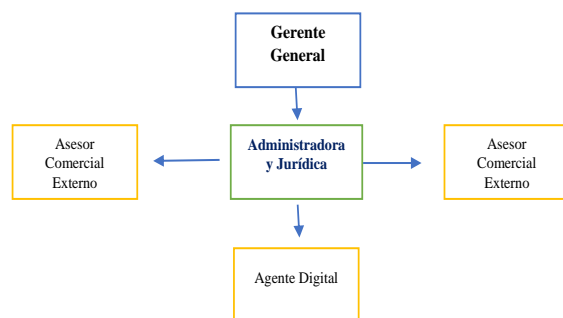 Gerente
General
Asesor
Comercial
Externo
Administradora
y Jurídica
Asesor
Comercial
Externo
Agente Digital